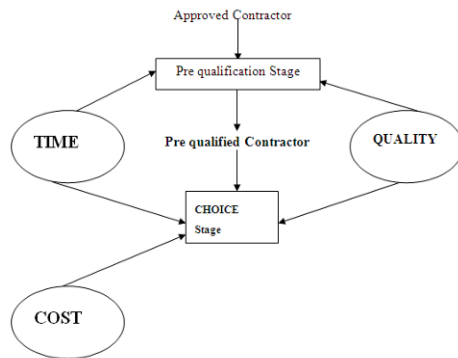 Approved Contractor
Pre qualification Stage
TIME
Pre qualified Contractor
QUALITY
CHOICE
Stage
COST